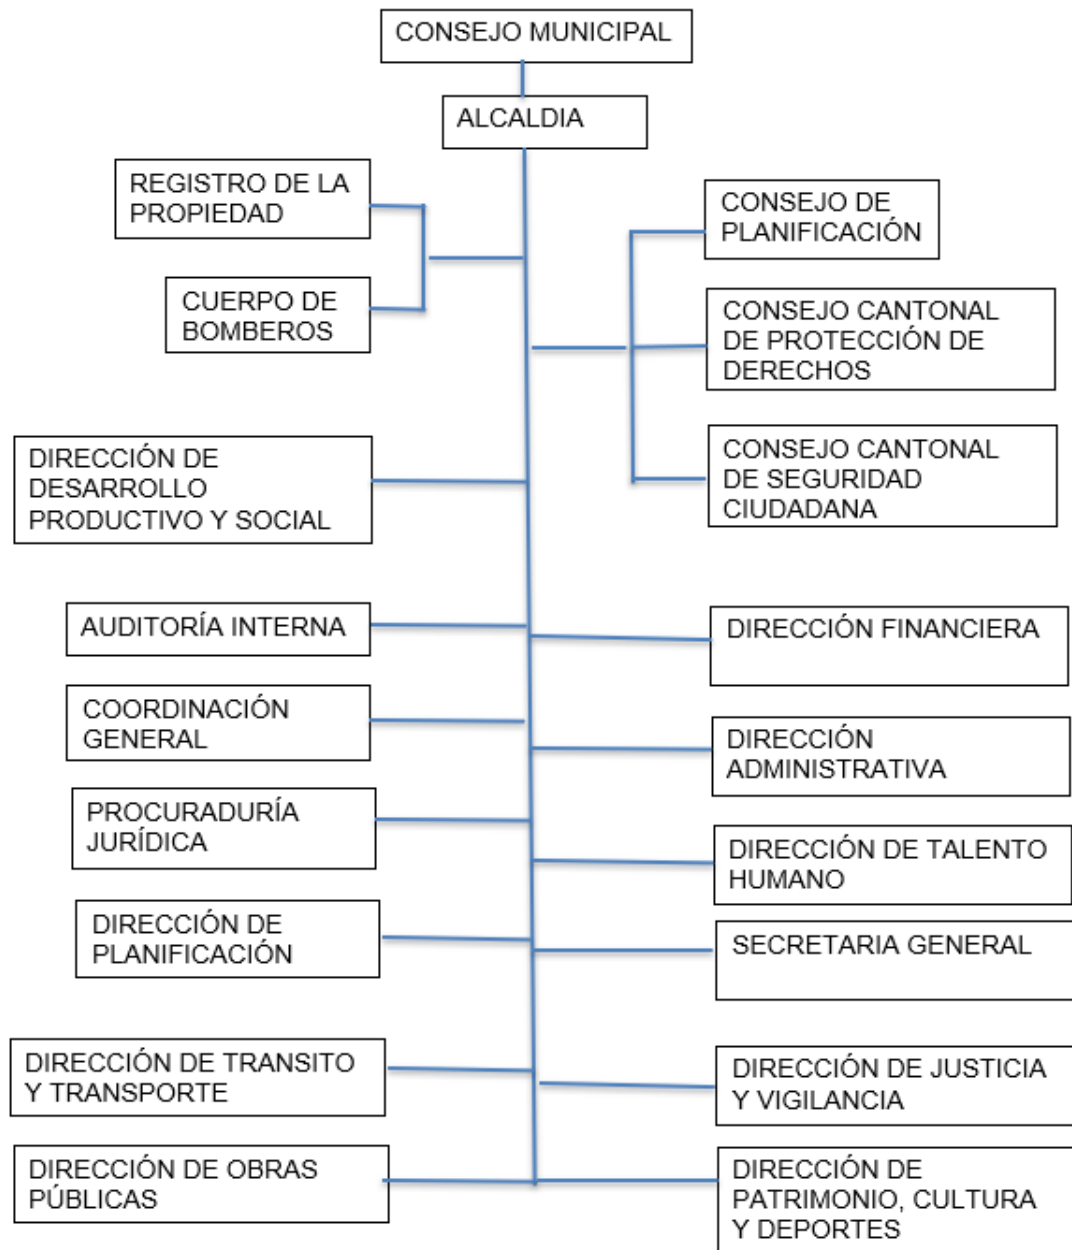 CONSEJO MUNICIPAL
ALCALDIA
REGISTRO DE LA
PROPIEDAD
CUERPO DE
BOMBEROS
CONSEJO DE
PLANIFICACIÓN
CONSEJO CANTONAL
DE PROTECCIÓN DE
DERECHOS
CONSEJO CANTONAL
DE SEGURIDAD
CIUDADANA
DIRECCIÓN DE
DESARROLLO
PRODUCTIVO Y SOCIAL
AUDITORÍA INTERNA
DIRECCIÓN FINANCIERA
COORDINACIÓN
GENERAL
DIRECCIÓN
ADMINISTRATIVA
PROCURADURÍA
JURÍDICA
DIRECCIÓN DE TALENTO
HUMANO
DIRECCIÓN DE
PLANIFICACIÓN
SECRETARIA GENERAL
DIRECCIÓN DE TRANSITO
Y TRANSPORTE
DIRECCIÓN DE JUSTICIA
Y VIGILANCIA
DIRECCIÓN DE OBRAS
PÚBLICAS
DIRECCIÓN DE
PATRIMONIO, CULTURA
Y DEPORTES